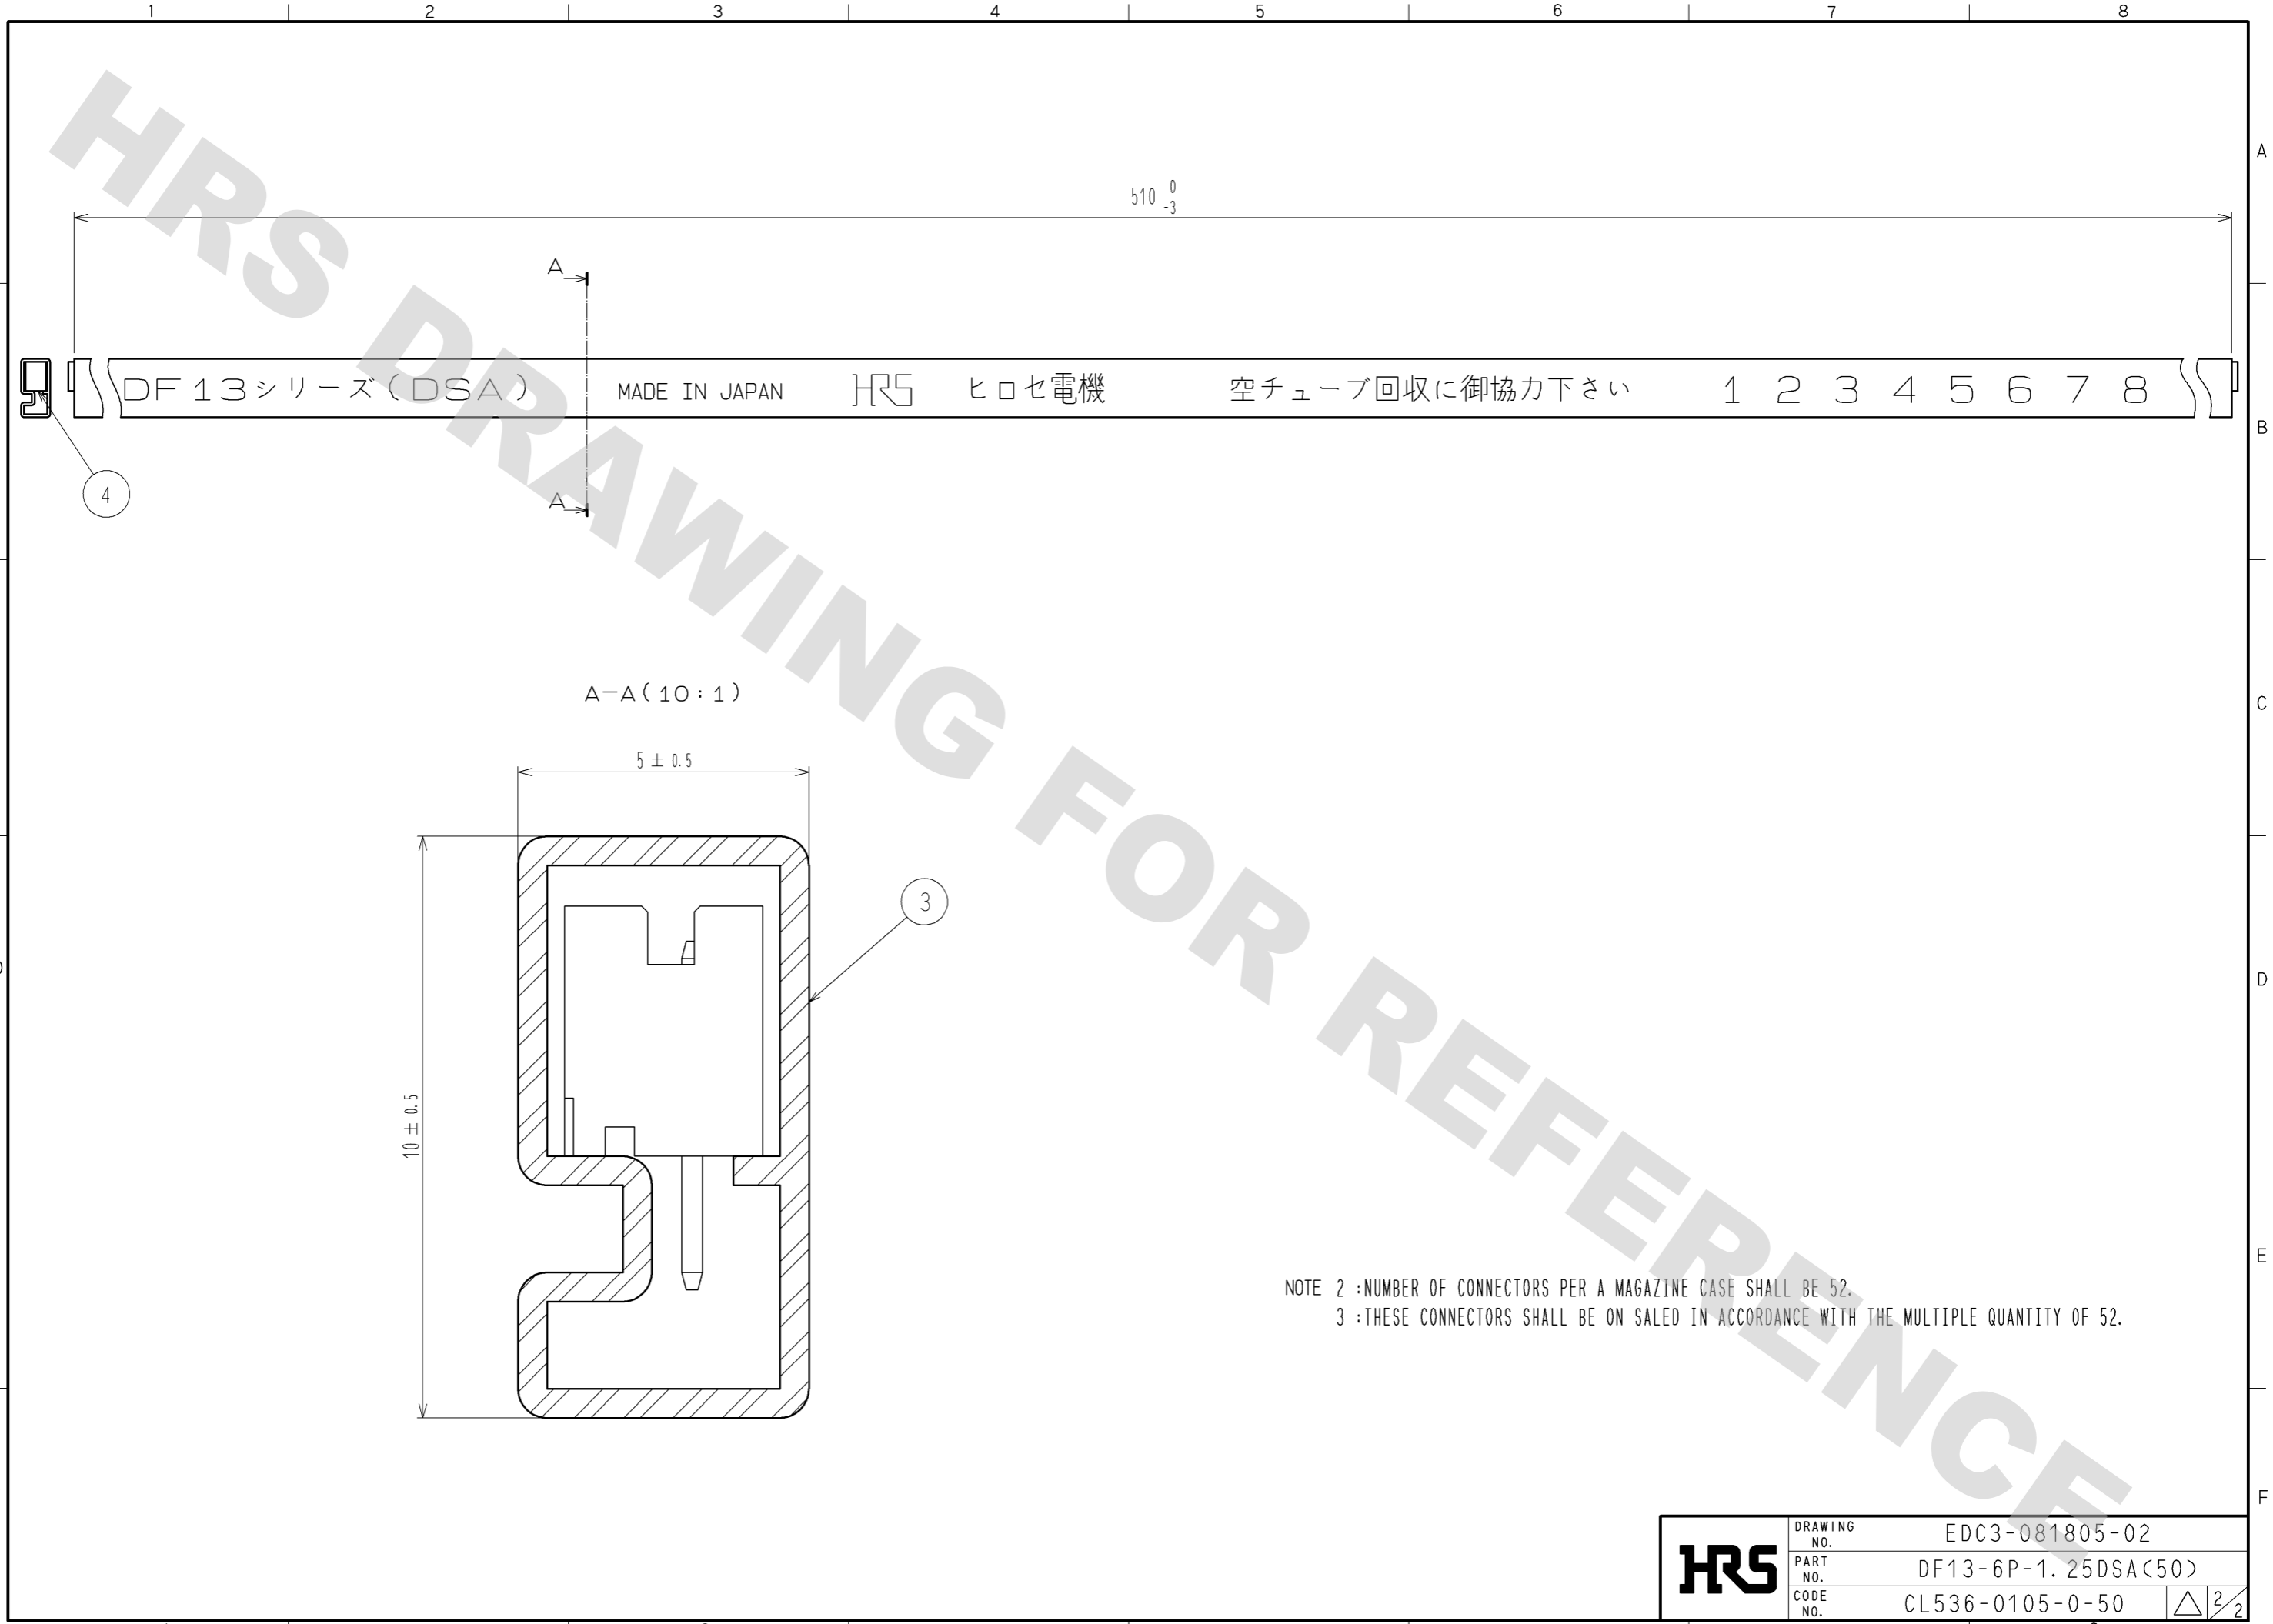 1 2 3 4 5 6 7 8
HRS DRAWING FOR REFERENCE
A
510 0 -3
A
DF13シリーズ(DSA) MADE IN JAPAN HRS ヒロセ電機 空チューブ回収に御協力下さい 1 2 3 4 5 6 7 8
B
4
A
A-A(10:1)
C
5 ± 0.5
3
D
10 ± 0.5
E
NOTE 2 :NUMBER OF CONNECTORS PER A MAGAZINE CASE SHALL BE 52.
3 :THESE CONNECTORS SHALL BE ON SALED IN ACCORDANCE WITH THE MULTIPLE QUANTITY OF 52.
F
HRS
DRAWING NO. EDC3-081805-02
PART NO. DF13-6P-1.25DSA(50)
CODE NO. CL536-0105-0-50 2/2